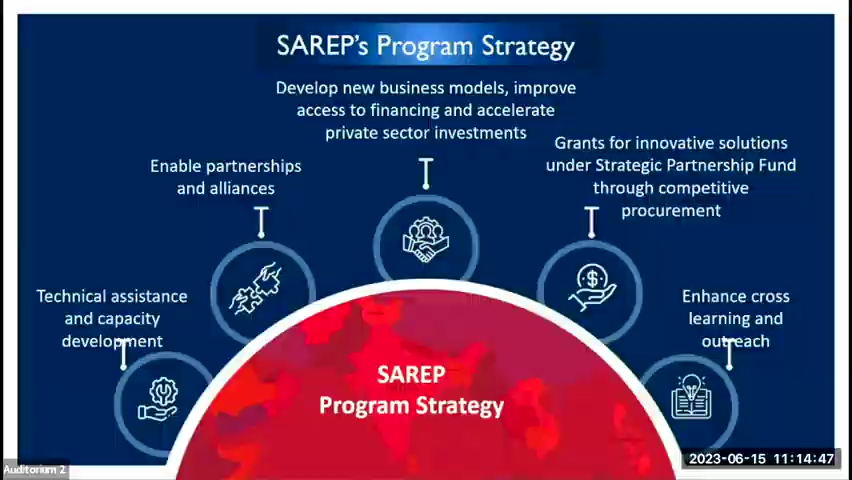 SAREP's Program Strategy
Develop new business models, improve
access to financing and accelerate
private sector investments
Grants for innovative solutions
under Strategic Partnership Fund
through competitive
procurement
Enable partnerships
and alliances
Technical assistance
and capacity
development
Enhance cross
learning and
outreach
SAREP
Program Strategy
Auditorium 2
2023-06-15 11:14:47